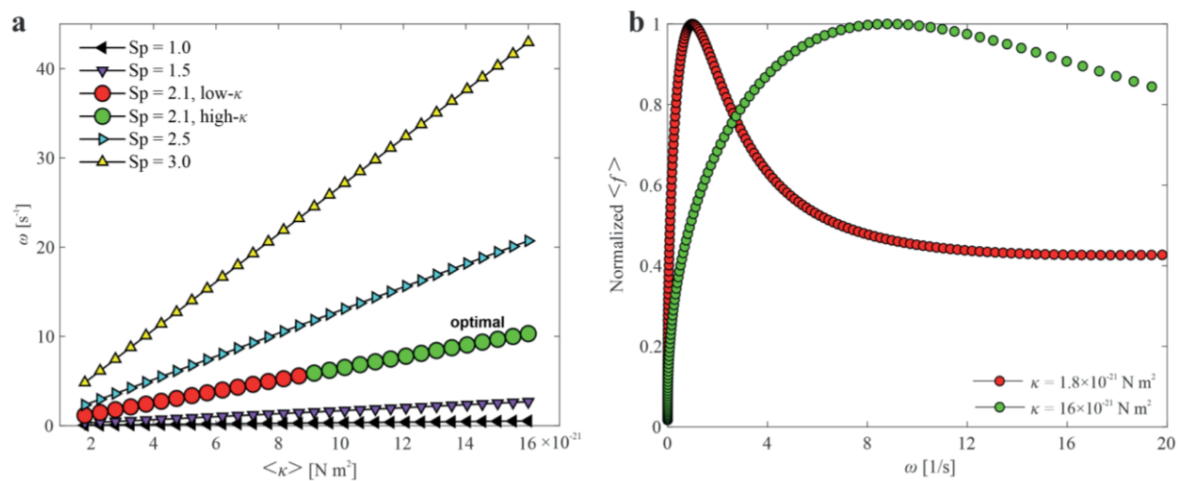 a
Sp = 1.0
Sp = 1.5
Sp = 2.1, low-κ
Sp = 2.1, high-κ
Sp = 2.5
Sp = 3.0
optimal
40
30
20
10
0
ω [s⁻¹]
2 4 6 8 10 12 14 16 ×10⁻²¹
<κ> [N m²]
b
1
0.8
0.6
0.4
0.2
0
Normalized <f>
κ = 1.8×10⁻²¹ N m²
κ = 16×10⁻²¹ N m²
0 4 8 12 16 20
ω [1/s]